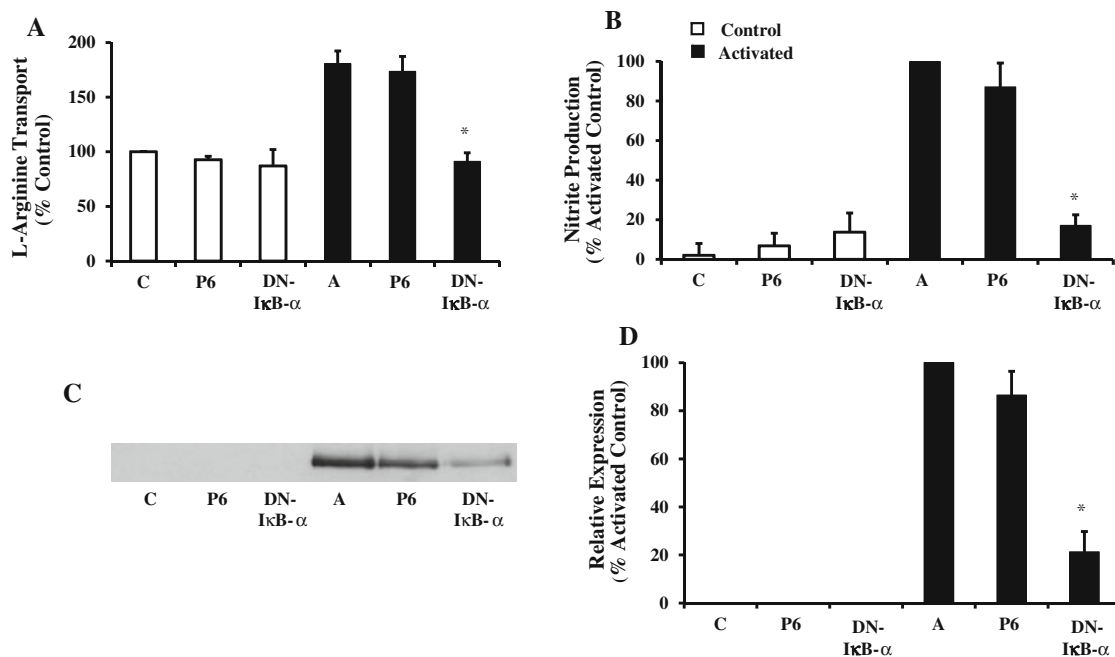 A
L-Arginine Transport
(% Control)
200
150
100
50
0
*
C P6 DN-IκB-α A P6 DN-IκB-α
B
Control
Activated
Nitrite Production
(% Activated Control)
100
80
60
40
20
0
*
C P6 DN-IκB-α A P6 DN-IκB-α
C
C P6 DN-IκB-α A P6 DN-IκB-α
D
Relative Expression
(% Activated Control)
100
80
60
40
20
0
*
C P6 DN-IκB-α A P6 DN-IκB-α